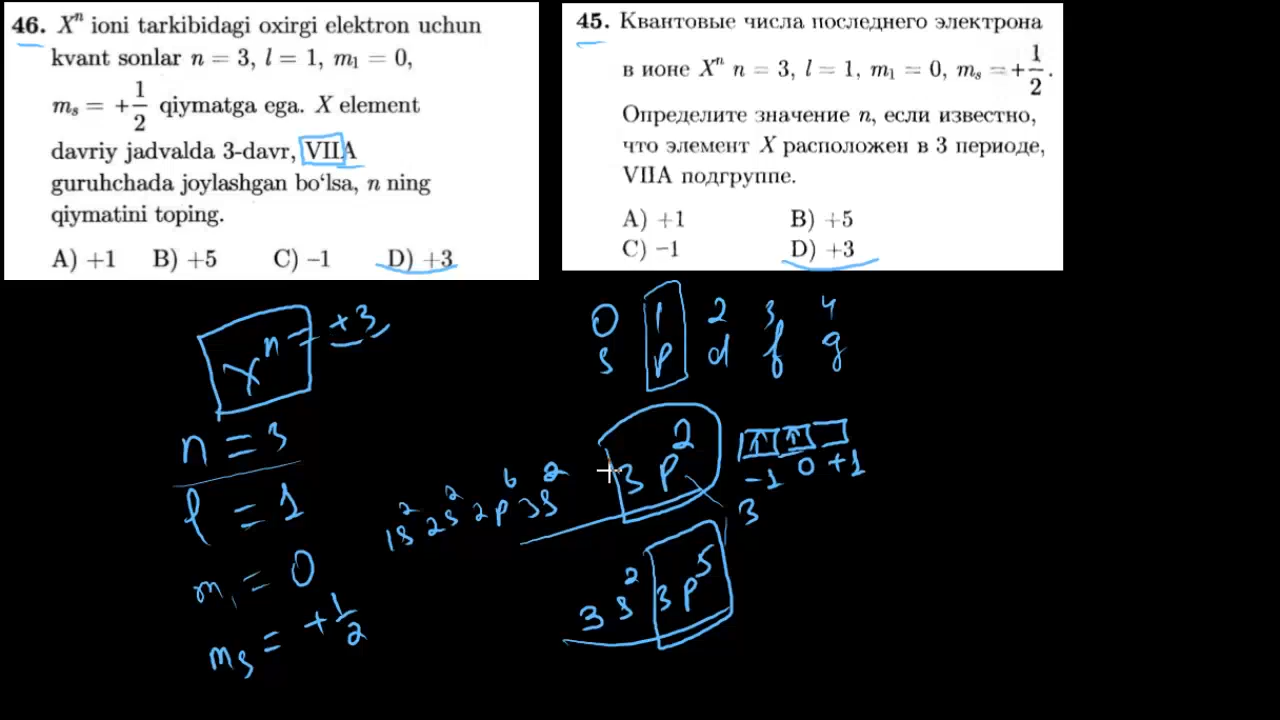 46. Xⁿ ioni tarkibidagi oxirgi elektron uchun
kvant sonlar n = 3, l = 1, m₁ = 0,
mₛ = +1/2 qiymatga ega. X element
davriy jadvalda 3-davr, VIIA
guruhchada joylashgan bo‘lsa, n ning
qiymatini toping.
A) +1 B) +5 C) –1 D) +3
45. Квантовые числа последнего электрона
в ионе Xⁿ n = 3, l = 1, m₁ = 0, mₛ = +1/2.
Определите значение n, если известно,
что элемент X расположен в 3 периоде,
VIIA подгруппе.
A) +1 B) +5
C) –1 D) +3
Xⁿ = +3
n = 3
l = 1
m₁ = 0
mₛ = +1/2
0 1 2 3 4
s p d f g
1s² 2s² 2p⁶ 3s² 3p²
↑ ↑
-1 0 +1
3
3s² 3p⁵